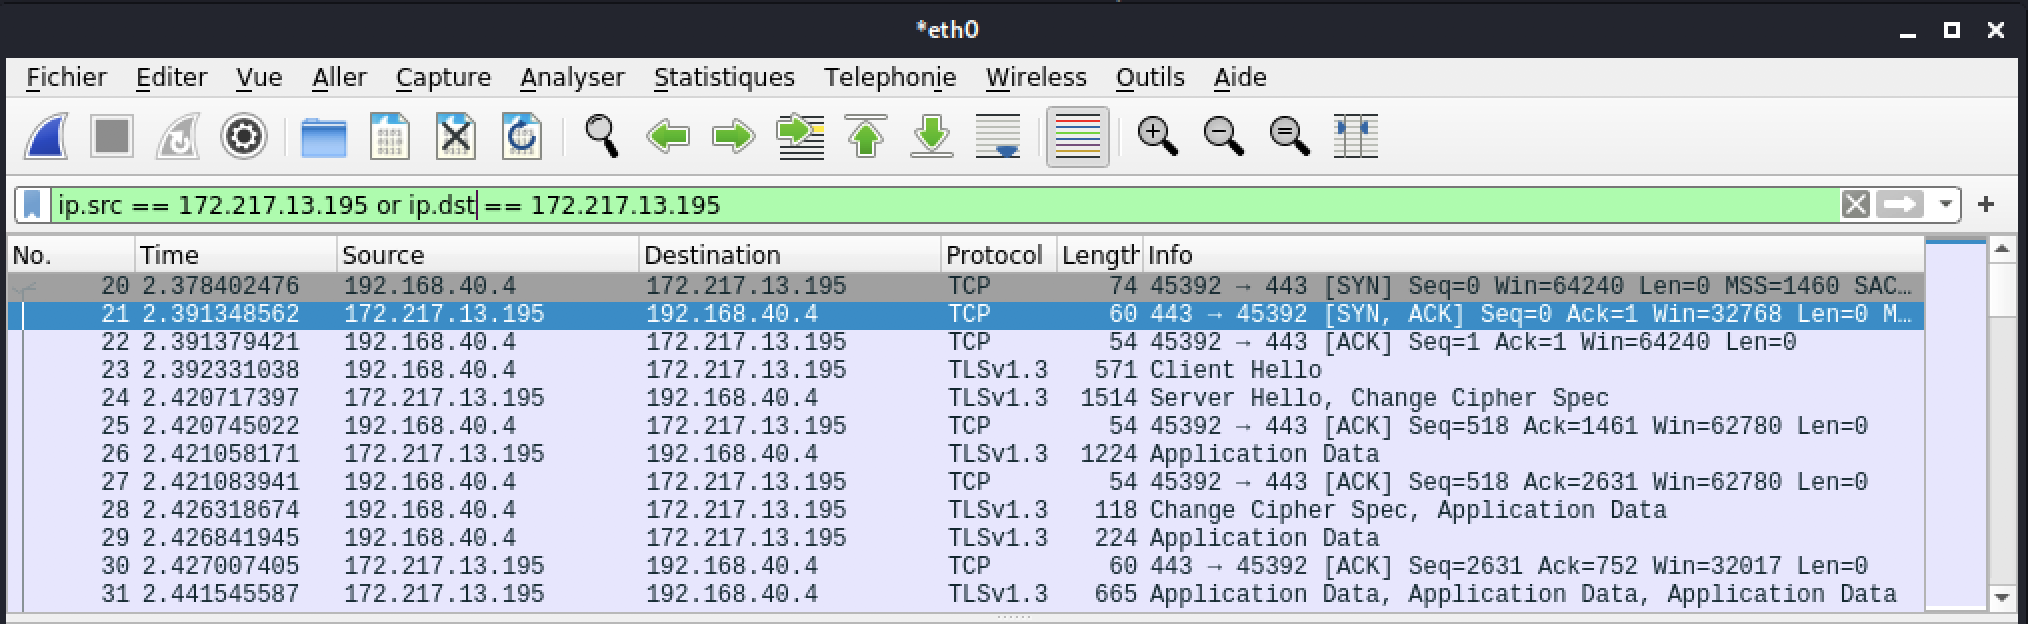 *eth0
Fichier Editer Vue Aller Capture Analyser Statistiques Telephonie Wireless Outils Aide
ip.src == 172.217.13.195 or ip.dst == 172.217.13.195
No. Time Source Destination Protocol Length Info
20 2.378402476 192.168.40.4 172.217.13.195 TCP 74 45392 → 443 [SYN] Seq=0 Win=64240 Len=0 MSS=1460 SAC…
21 2.391348562 172.217.13.195 192.168.40.4 TCP 60 443 → 45392 [SYN, ACK] Seq=0 Ack=1 Win=32768 Len=0 M…
22 2.391379421 192.168.40.4 172.217.13.195 TCP 54 45392 → 443 [ACK] Seq=1 Ack=1 Win=64240 Len=0
23 2.392331038 192.168.40.4 172.217.13.195 TLSv1.3 571 Client Hello
24 2.420717397 172.217.13.195 192.168.40.4 TLSv1.3 1514 Server Hello, Change Cipher Spec
25 2.420745022 192.168.40.4 172.217.13.195 TCP 54 45392 → 443 [ACK] Seq=518 Ack=1461 Win=62780 Len=0
26 2.421058171 172.217.13.195 192.168.40.4 TLSv1.3 1224 Application Data
27 2.421083941 192.168.40.4 172.217.13.195 TCP 54 45392 → 443 [ACK] Seq=518 Ack=2631 Win=62780 Len=0
28 2.426318674 192.168.40.4 172.217.13.195 TLSv1.3 118 Change Cipher Spec, Application Data
29 2.426841945 192.168.40.4 172.217.13.195 TLSv1.3 224 Application Data
30 2.427007405 172.217.13.195 192.168.40.4 TCP 60 443 → 45392 [ACK] Seq=2631 Ack=752 Win=32017 Len=0
31 2.441545587 172.217.13.195 192.168.40.4 TLSv1.3 665 Application Data, Application Data, Application Data